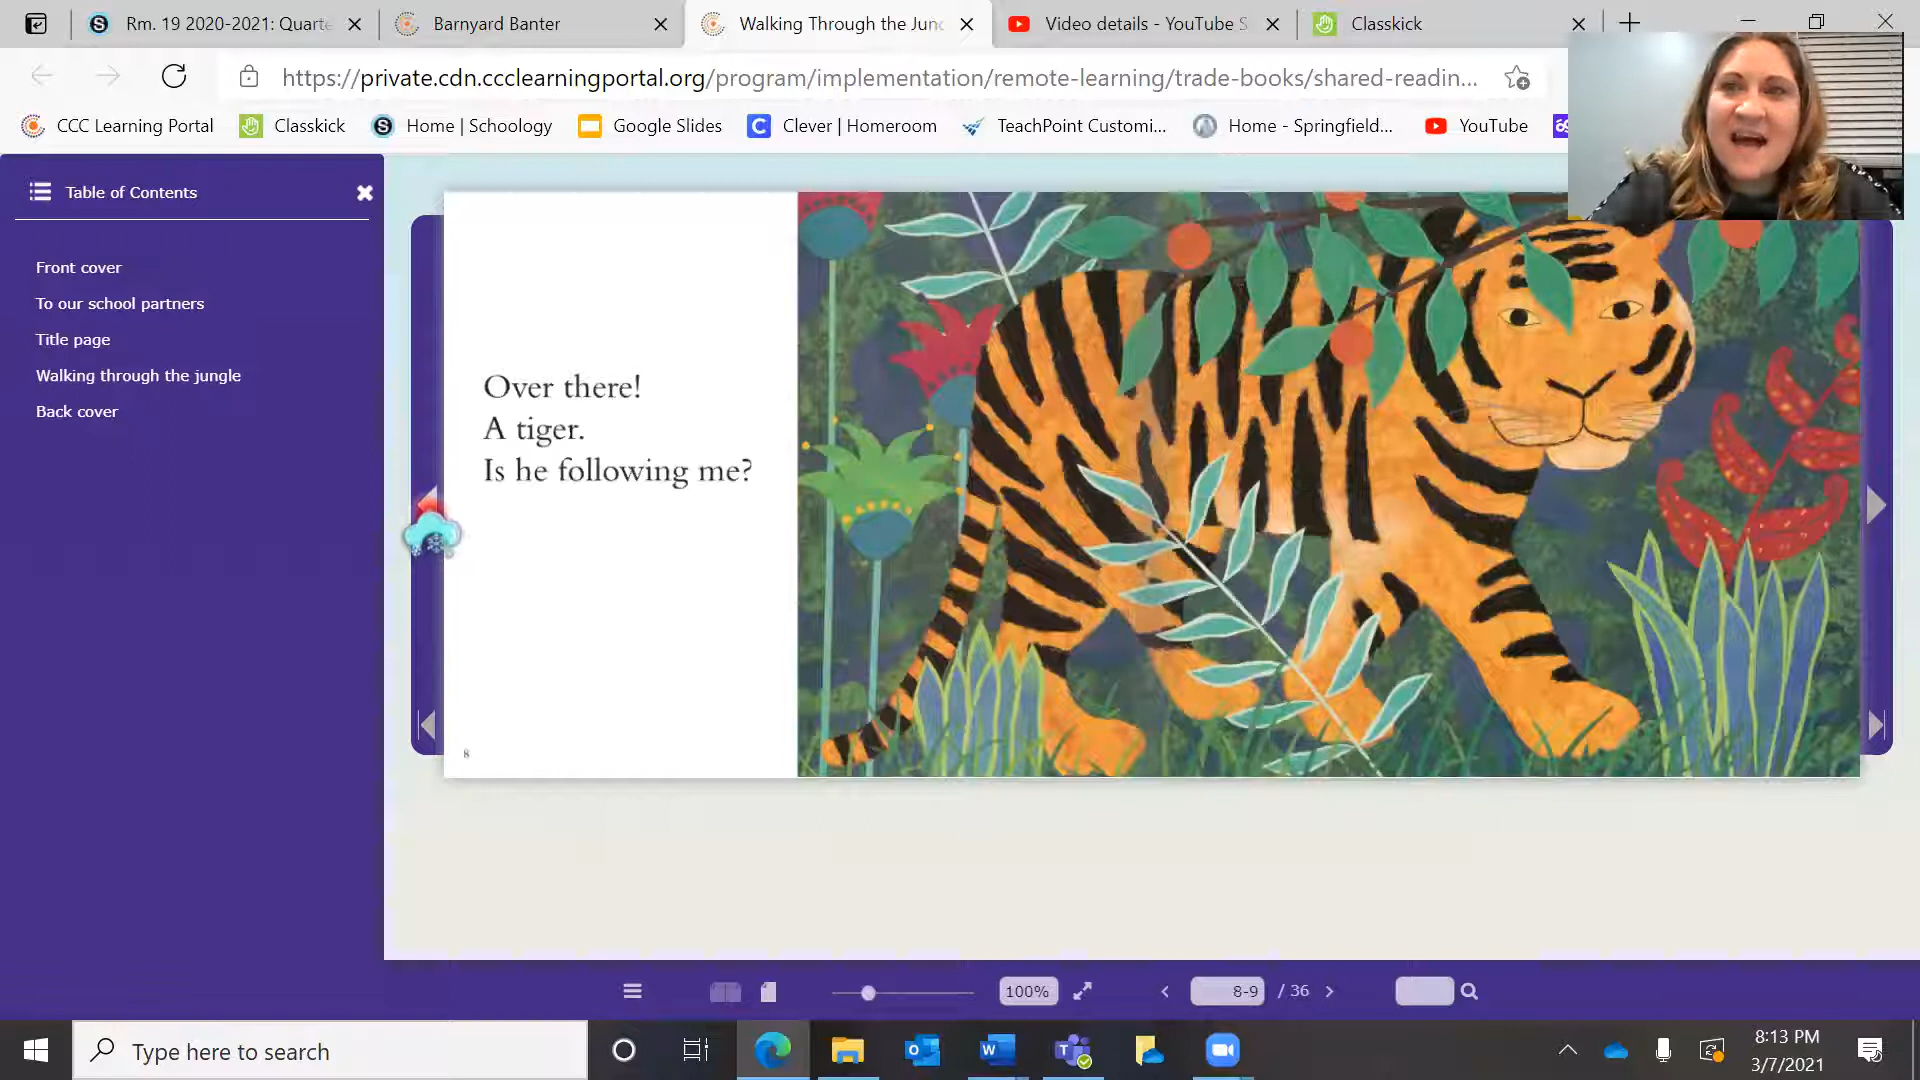 Rm. 19 2020-2021: Quarte
Barnyard Banter
Walking Through the Jun
Video details - YouTube S
Classkick
https://private.cdn.ccclearningportal.org/program/implementation/remote-learning/trade-books/shared-readin...
CCC Learning Portal
Classkick
Home | Schoology
Google Slides
Clever | Homeroom
TeachPoint Customi...
Home - Springfield...
YouTube
Table of Contents
Front cover
To our school partners
Title page
Walking through the jungle
Back cover
Over there!
A tiger.
Is he following me?
8
100%
8-9 / 36
Type here to search
8:13 PM
3/7/2021